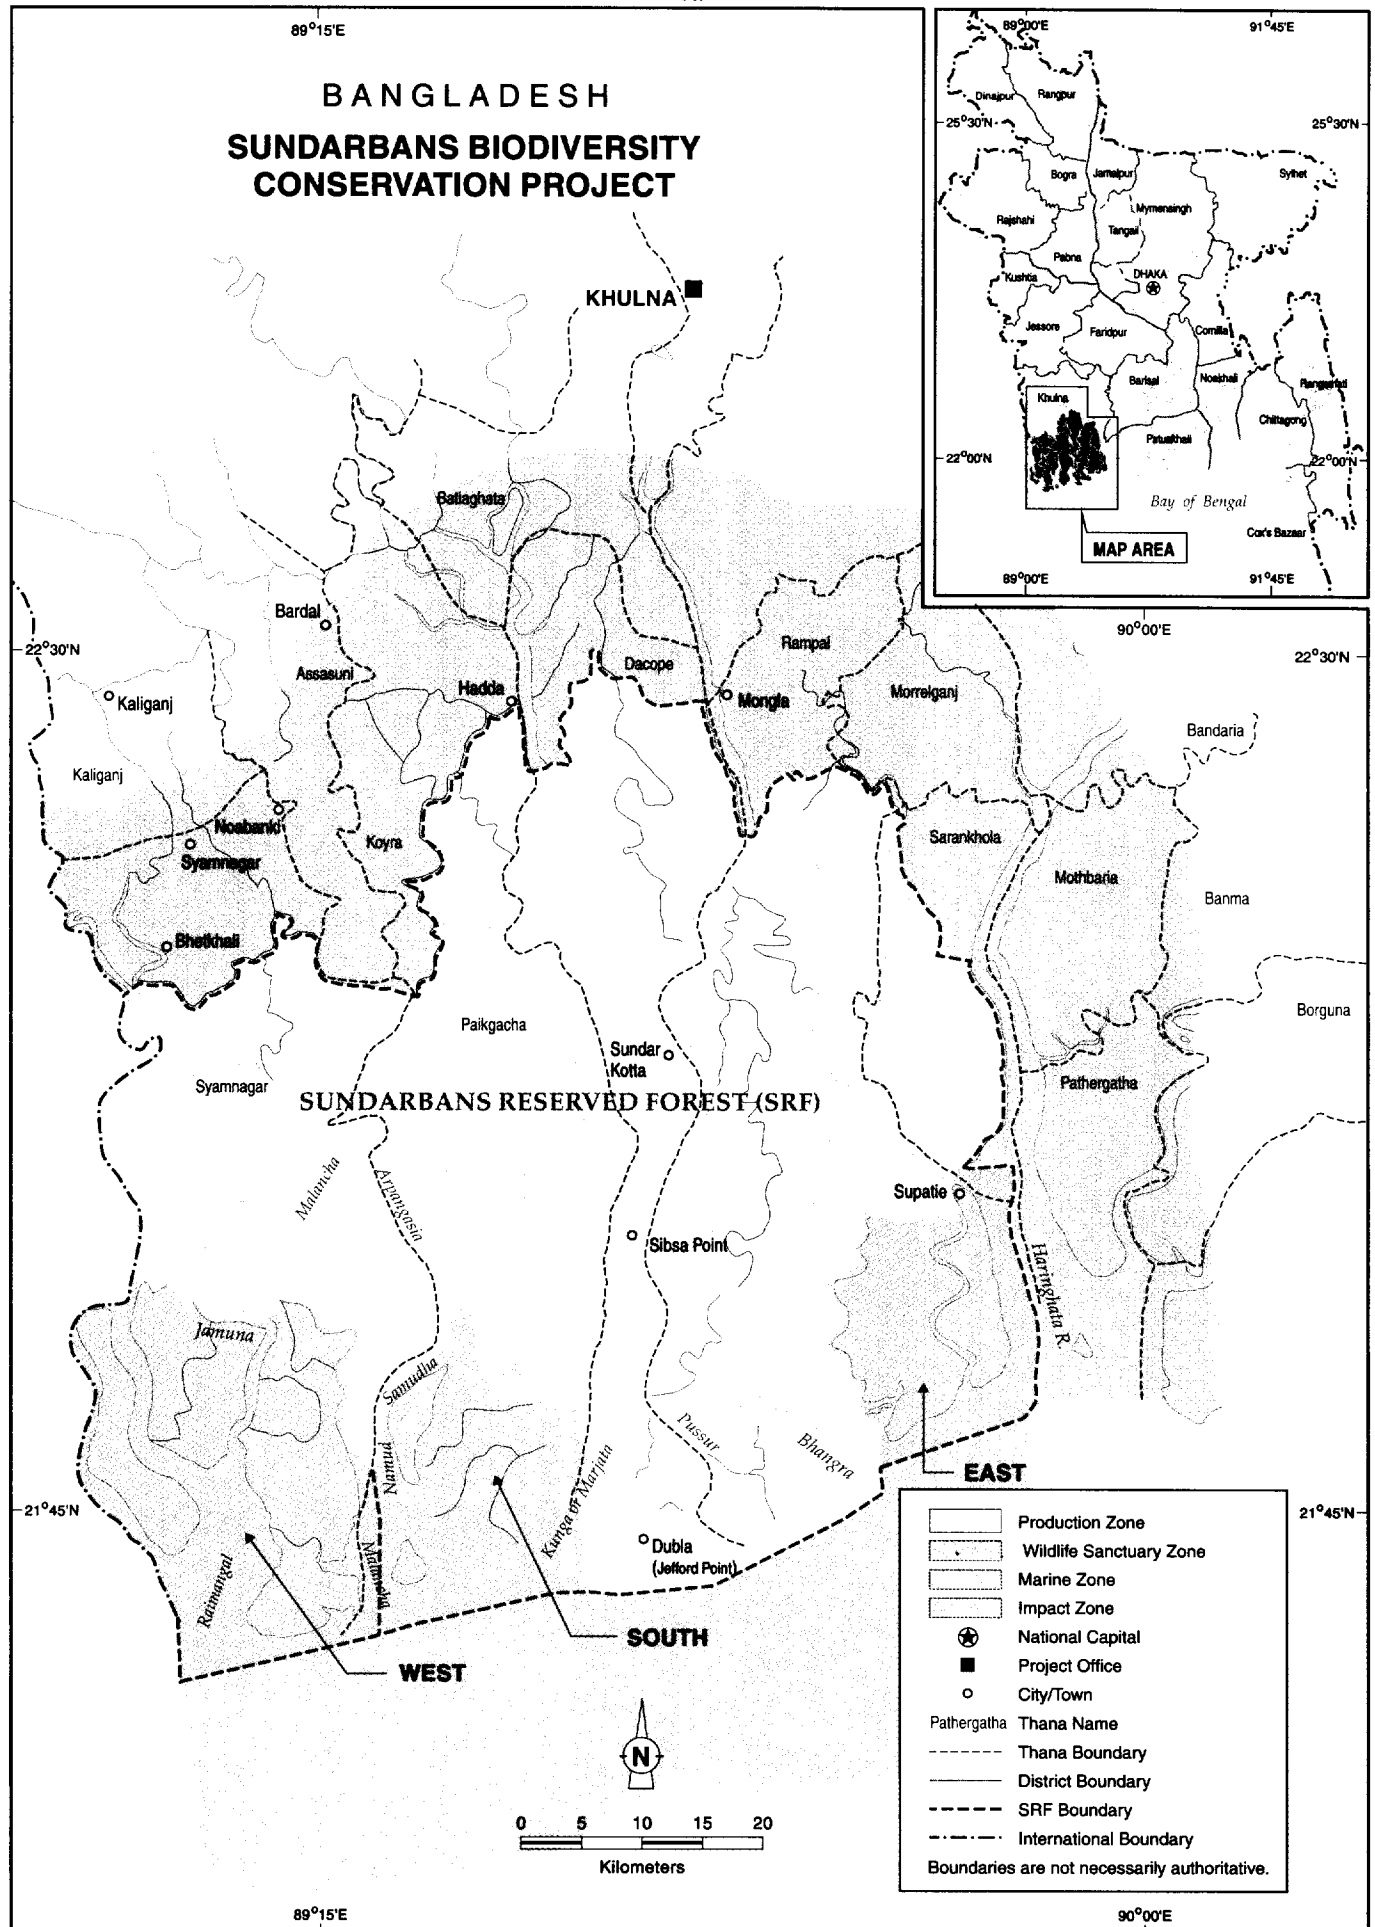 89°15'E
BANGLADESH
SUNDARBANS BIODIVERSITY
CONSERVATION PROJECT
KHULNA
Batiaghata
Bardal
22°30'N
Assasuni
Kaliganj
Hadda
Dacope
Rampal
Mongla
Morrelganj
90°00'E
22°30'N
Bandaria
Kaliganj
Noabanki
Syamnagar
Koyra
Sarankhola
Mothbaria
Banma
Bhetkhali
Paikgacha
Borguna
Sundar
Kotta
Syamnagar
Pathergatha
SUNDARBANS RESERVED FOREST (SRF)
Malancha
Arpangasia
Supatie
Sibsa Point
Haringhata R.
Jamuna
Samudha
Namud
Pussur
Bhangra
Kunga or Marjata
EAST
21°45'N
21°45'N
Dubla
(Jefford Point)
Raimangal
Malancha
SOUTH
WEST
N
0 5 10 15 20
Kilometers
89°15'E
90°00'E
89°00'E
91°45'E
Dinajpur
Rangpur
25°30'N
25°30'N
Bogra
Jamalpur
Sylhet
Mymensingh
Rajshahi
Tangail
Pabna
Kushtia
DHAKA
Jessore
Faridpur
Comilla
Barisal
Noakhali
Rangamati
Khulna
Chittagong
Patuakhali
22°00'N
22°00'N
Bay of Bengal
Cox's Bazaar
MAP AREA
89°00'E
91°45'E
Production Zone
Wildlife Sanctuary Zone
Marine Zone
Impact Zone
National Capital
Project Office
City/Town
Pathergatha Thana Name
Thana Boundary
District Boundary
SRF Boundary
International Boundary
Boundaries are not necessarily authoritative.